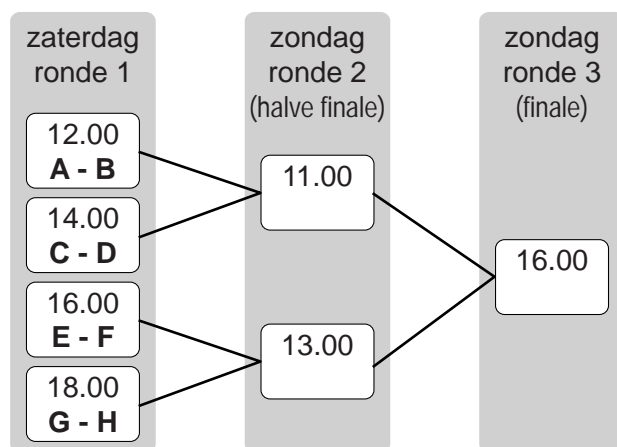 zaterdag
ronde 1
12.00
A - B
14.00
C - D
16.00
E - F
18.00
G - H
zondag
ronde 2
(halve finale)
11.00
13.00
zondag
ronde 3
(finale)
16.00